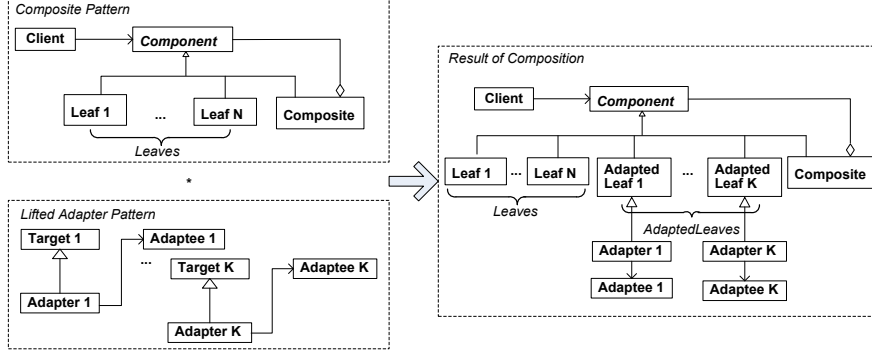 Composite Pattern
Client
Component
Leaf 1
...
Leaf N
Composite
Leaves
*
Lifted Adapter Pattern
Target 1
Adaptee 1
...
Target K
Adaptee K
Adapter 1
Adapter K
Result of Composition
Client
Component
Leaf 1
...
Leaf N
Adapted
Leaf 1
...
Adapted
Leaf K
Composite
Leaves
AdaptedLeaves
Adapter 1
Adapter K
Adaptee 1
Adaptee K